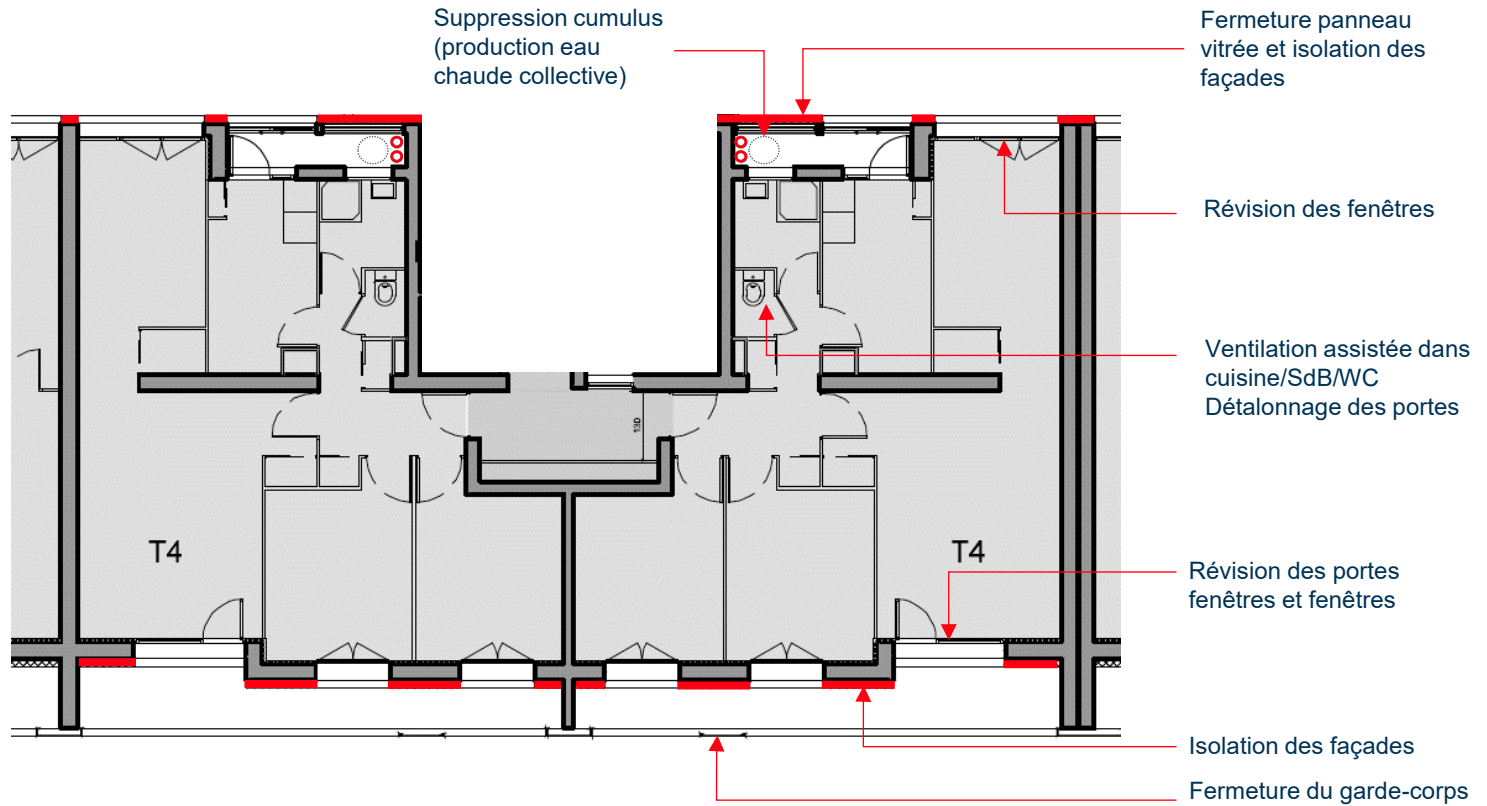 Suppression cumulus
(production eau
chaude collective)
Fermeture panneau
vitrée et isolation des
façades
Révision des fenêtres
Ventilation assistée dans
cuisine/SdB/WC
Détalonnage des portes
130
T4
T4
Révision des portes
fenêtres et fenêtres
Isolation des façades
Fermeture du garde-corps